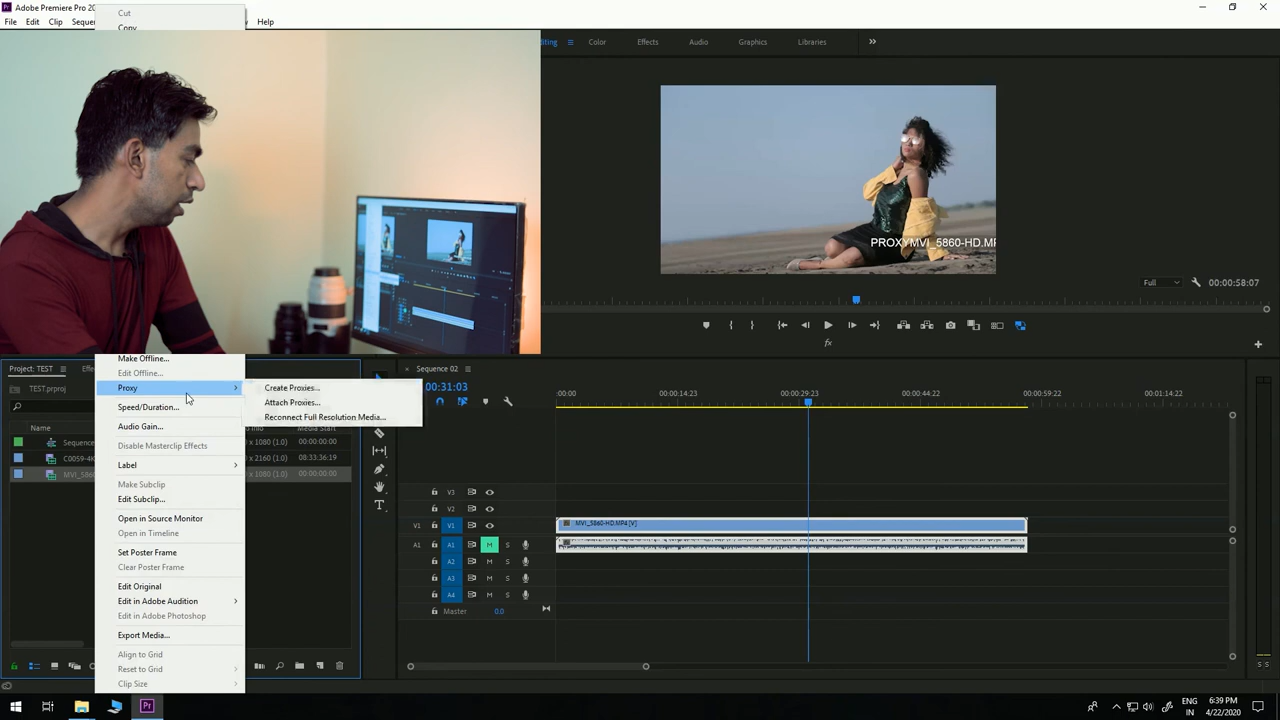 Adobe Premiere Pro 20
File Edit Clip Sequen Help
Cut
Copy
Color Effects Audio Graphics Libraries
PROXYMVI_5860-HD.MP
Full 00:00:58:07
fx
Make Offline...
Edit Offline...
Proxy
Create Proxies...
Attach Proxies...
Reconnect Full Resolution Media...
Speed/Duration...
Audio Gain...
Disable Masterclip Effects
Label
Make Subclip
Edit Subclip...
Open in Source Monitor
Open in Timeline
Set Poster Frame
Clear Poster Frame
Edit Original
Edit in Adobe Audition
Edit in Adobe Photoshop
Export Media...
Align to Grid
Reset to Grid
Clip Size
Project: TEST
TEST.prproj
Name Media Start
Sequence x 1080 (1.0) 00:00:00:00
C0059-4K x 2160 (1.0) 08:33:36:19
MVI_5860 x 1080 (1.0) 00:00:00:00
Sequence 02
00:00:31:03
:00:00 00:00:14:23 00:00:29:23 00:00:44:22 00:00:59:22 00:01:14:22
V3
V2
V1 V1 MVI_5860-HD.MP4 [V]
A1 A1 M S
A2 M S
A3 M S
A4 M S
Master 0.0
S S
ENG
IN
6:39 PM
4/22/2020